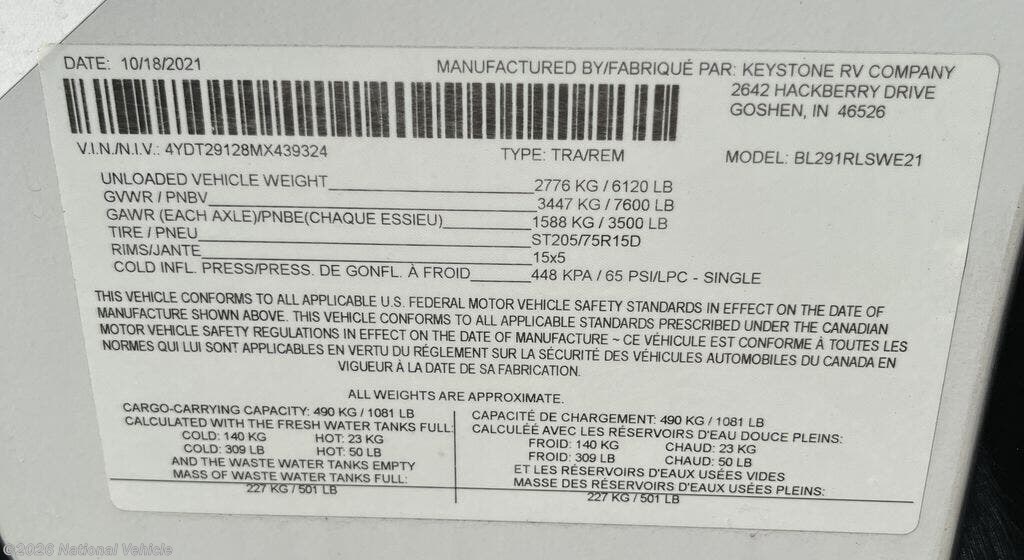 DATE: 10/18/2021
MANUFACTURED BY/FABRIQUÉ PAR: KEYSTONE RV COMPANY
2642 HACKBERRY DRIVE
GOSHEN, IN 46526
V.I.N./N.I.V.: 4YDT29128MX439324 TYPE: TRA/REM MODEL: BL291RLSWE21
UNLOADED VEHICLE WEIGHT 2776 KG / 6120 LB
GVWR / PNBV 3447 KG / 7600 LB
GAWR (EACH AXLE)/PNBE(CHAQUE ESSIEU) 1588 KG / 3500 LB
TIRE / PNEU ST205/75R15D
RIMS/JANTE 15x5
COLD INFL. PRESS/PRESS. DE GONFL. À FROID 448 KPA / 65 PSI/LPC - SINGLE
THIS VEHICLE CONFORMS TO ALL APPLICABLE U.S. FEDERAL MOTOR VEHICLE SAFETY STANDARDS IN EFFECT ON THE DATE OF
MANUFACTURE SHOWN ABOVE. THIS VEHICLE CONFORMS TO ALL APPLICABLE STANDARDS PRESCRIBED UNDER THE CANADIAN
MOTOR VEHICLE SAFETY REGULATIONS IN EFFECT ON THE DATE OF MANUFACTURE ~ CE VÉHICULE EST CONFORME À TOUTES LES
NORMES QUI LUI SONT APPLICABLES EN VERTU DU RÉGLEMENT SUR LA SÉCURITÉ DES VÉHICULES AUTOMOBILES DU CANADA EN
VIGUEUR À LA DATE DE SA FABRICATION.
ALL WEIGHTS ARE APPROXIMATE.
CARGO-CARRYING CAPACITY: 490 KG / 1081 LB
CALCULATED WITH THE FRESH WATER TANKS FULL:
COLD: 140 KG HOT: 23 KG
COLD: 309 LB HOT: 50 LB
AND THE WASTE WATER TANKS EMPTY
MASS OF WASTE WATER TANKS FULL:
227 KG / 501 LB
CAPACITÉ DE CHARGEMENT: 490 KG / 1081 LB
CALCULÉE AVEC LES RÉSERVOIRS D'EAU DOUCE PLEINS:
FROID: 140 KG CHAUD: 23 KG
FROID: 309 LB CHAUD: 50 LB
ET LES RÉSERVOIRS D'EAUX USÉES VIDES
MASSE DES RÉSERVOIRS D'EAUX USÉES PLEINS:
227 KG / 501 LB
©2026 National Vehicle